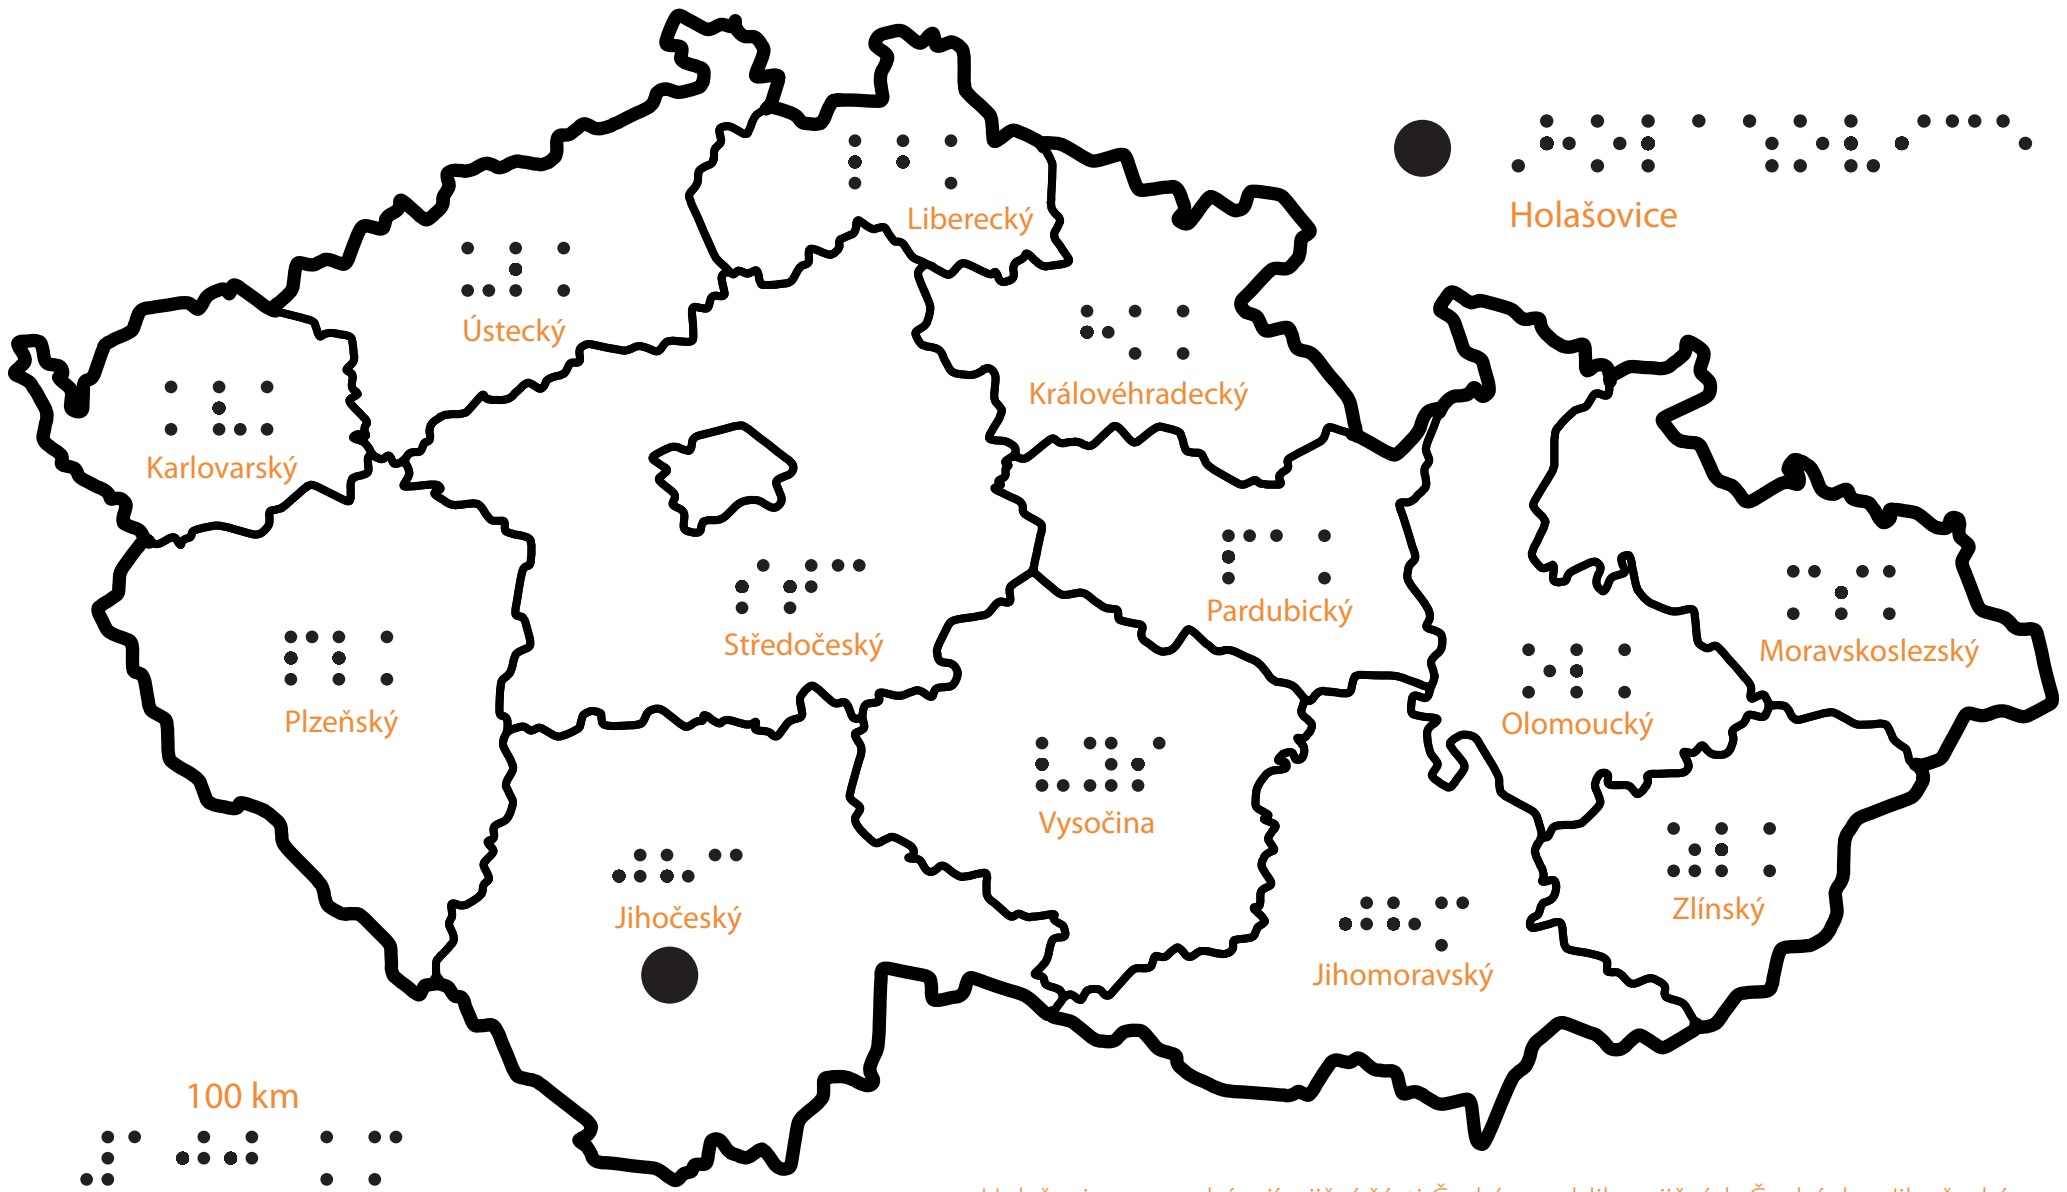 Holašovice
Liberecký
Ústecký
Královéhradecký
Karlovarský
Pardubický
Středočeský
Moravskoslezský
Plzeňský
Olomoucký
Vysočina
Zlínský
Jihočeský
Jihomoravský
100 km